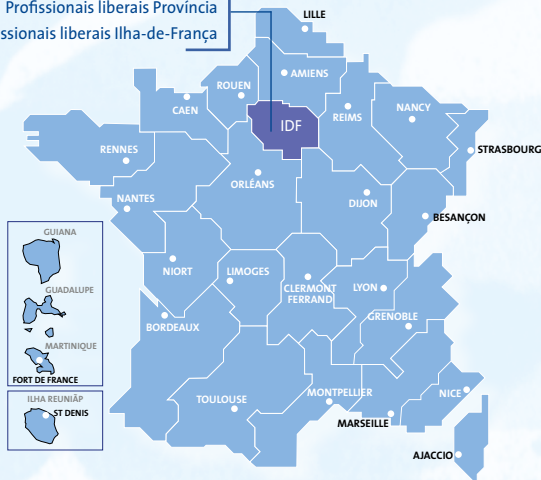 Profissionais liberais Província
ssionais liberais Ilha-de-França
LILLE
AMIENS
ROUEN
CAEN
REIMS
NANCY
IDF
STRASBOURG
RENNES
ORLÉANS
NANTES
DIJON
BESANÇON
GUIANA
NIORT
LIMOGES
CLERMONT
FERRAND
LYON
GUADALUPE
GRENOBLE
BORDEAUX
MARTINIQUE
FORT DE FRANCE
TOULOUSE
MONTPELLIER
NICE
ILHA REUNIÃP
ST DENIS
MARSEILLE
AJACCIO